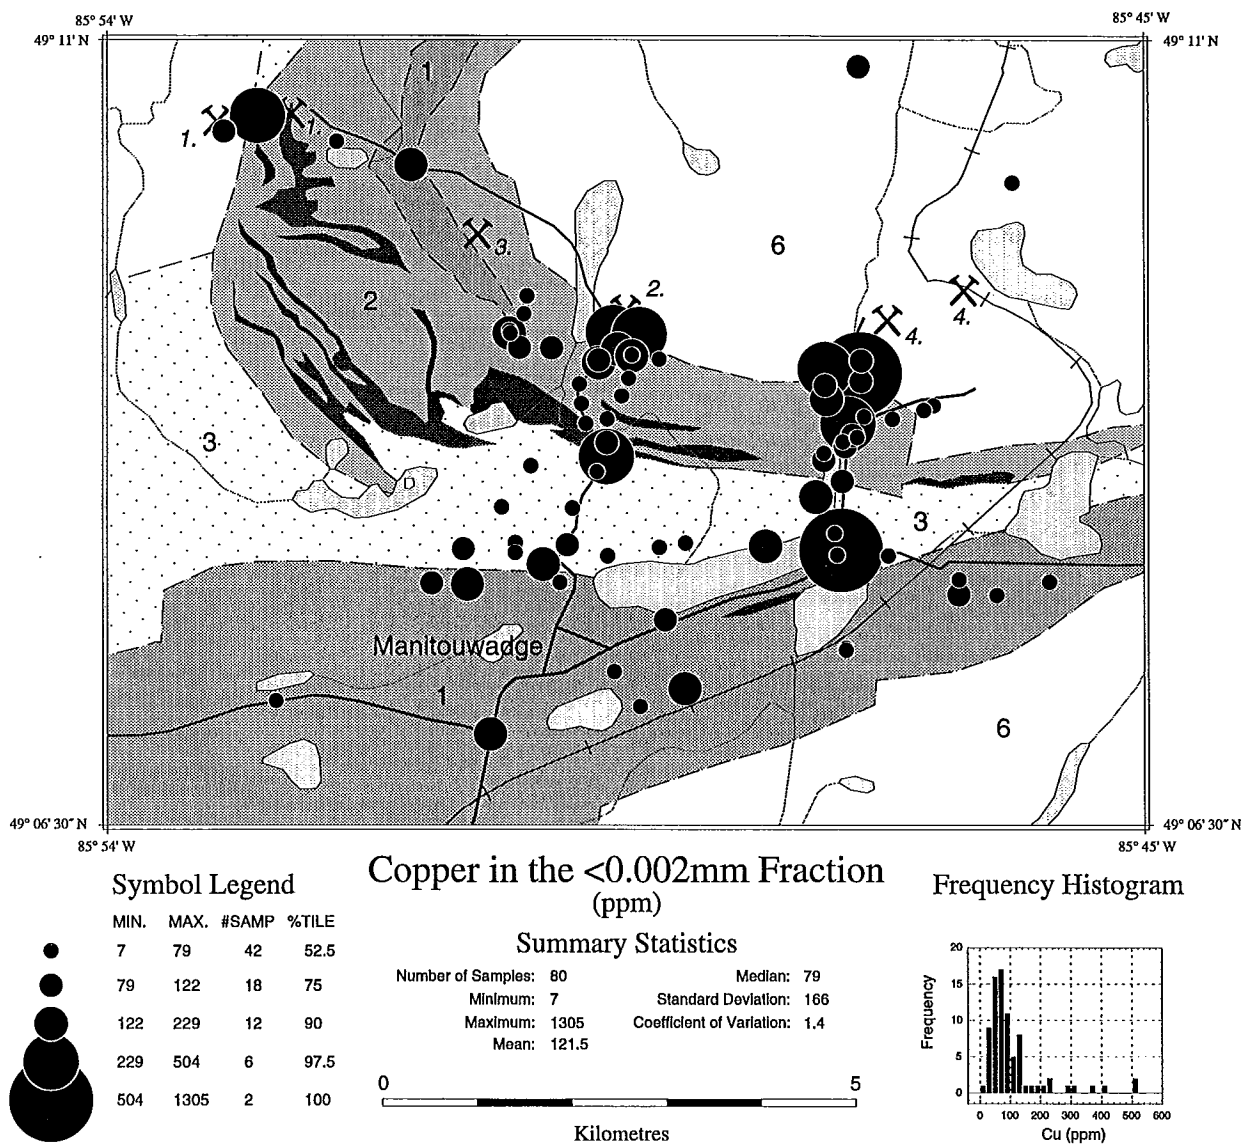 85° 54' W
85° 45' W
49° 11' N
49° 11' N
1
1.
1.
6
3.
2.
2
4.
4.
3
D
3
Manitouwadge
1
6
49° 06' 30" N
49° 06' 30" N
85° 54' W
85° 45' W
Copper in the <0.002mm Fraction
(ppm)
Symbol Legend
MIN. MAX. #SAMP %TILE
7 79 42 52.5
79 122 18 75
122 229 12 90
229 504 6 97.5
504 1305 2 100
Summary Statistics
Number of Samples: 80 Median: 79
Minimum: 7 Standard Deviation: 166
Maximum: 1305 Coefficient of Variation: 1.4
Mean: 121.5
0 5
Kilometres
Frequency Histogram
20
15
10
5
0
Frequency
0 100 200 300 400 500 600
Cu (ppm)